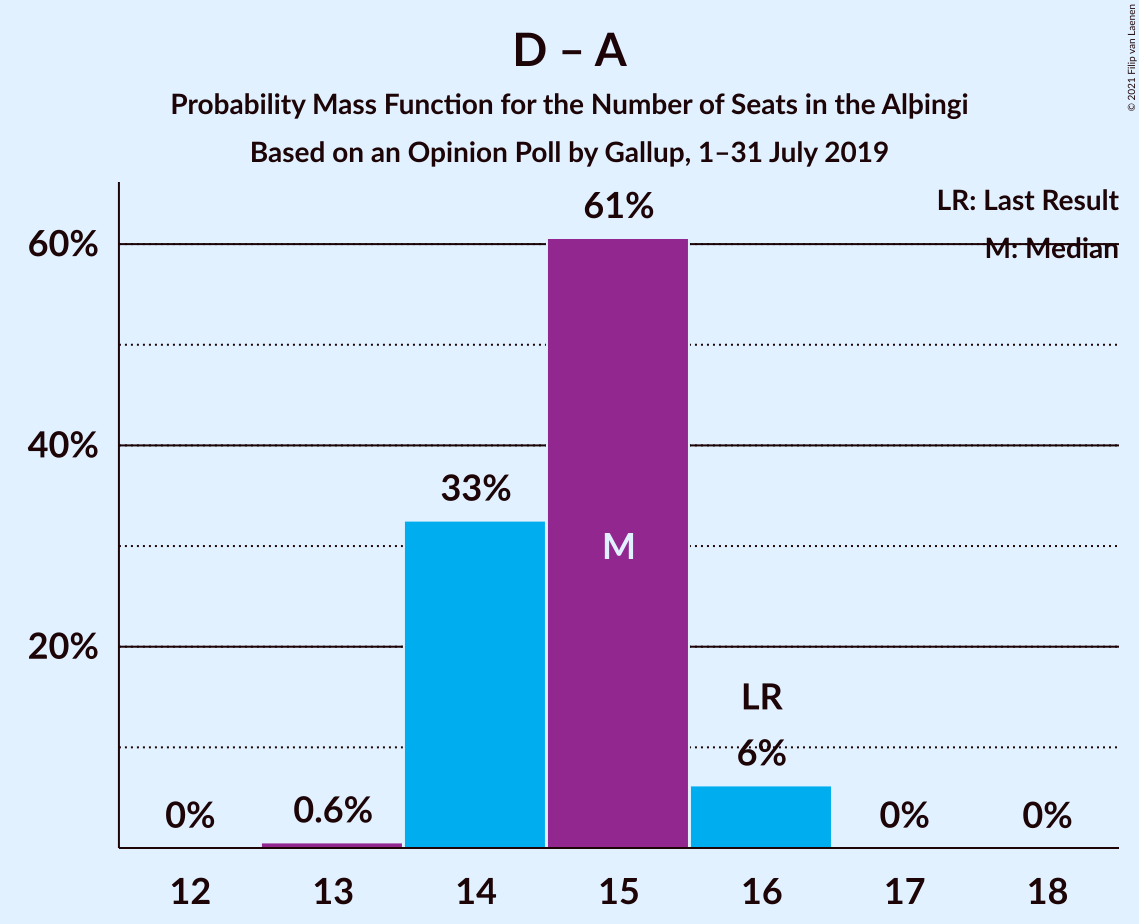 D – A
Probability Mass Function for the Number of Seats in the Alþingi
Based on an Opinion Poll by Gallup, 1–31 July 2019
© 2021 Filip van Laenen
LR: Last Result
M: Median
60%
40%
20%
0%
0.6%
33%
61%
M
LR
6%
0%
0%
12
13
14
15
16
17
18